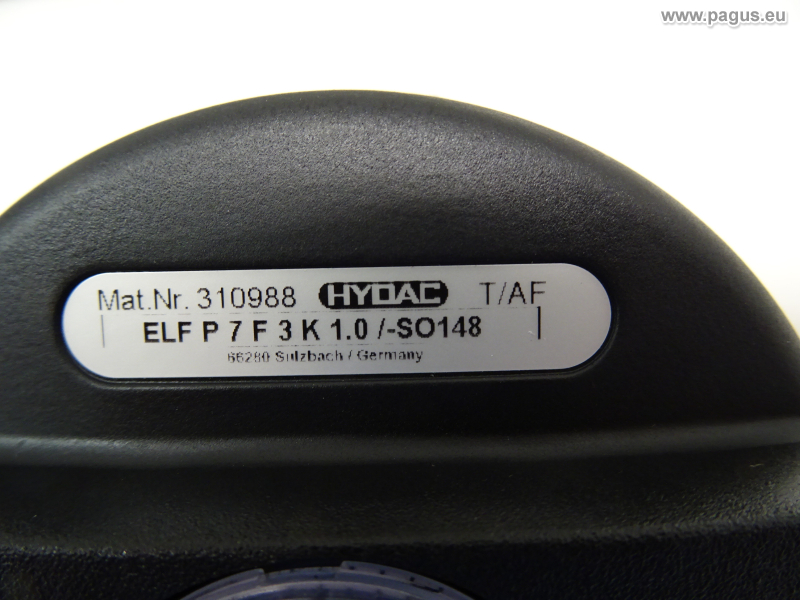 www.pagus.eu
Mat.Nr. 310988 HYDAC T/AF
ELF P 7 F 3 K 1.0 /-SO148
66280 Sulzbach / Germany